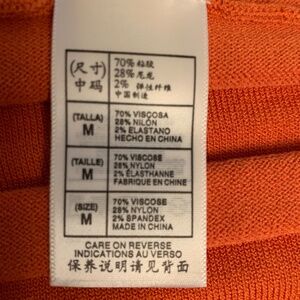 (尺寸)
中码
70% 粘胶
28% 尼龙
2% 弹性纤维
中国制造
(TALLA)
M
70% VISCOSA
28% NILÓN
2% ELASTANO
HECHO EN CHINA
(TAILLE)
M
70% VISCOSE
28% NYLON
2% ÉLASTHANNE
FABRIQUE EN CHINE
(SIZE)
M
70% VISCOSE
28% NYLON
2% SPANDEX
MADE IN CHINA
CARE ON REVERSE
INDICATIONS AU VERSO
保养说明请见背面